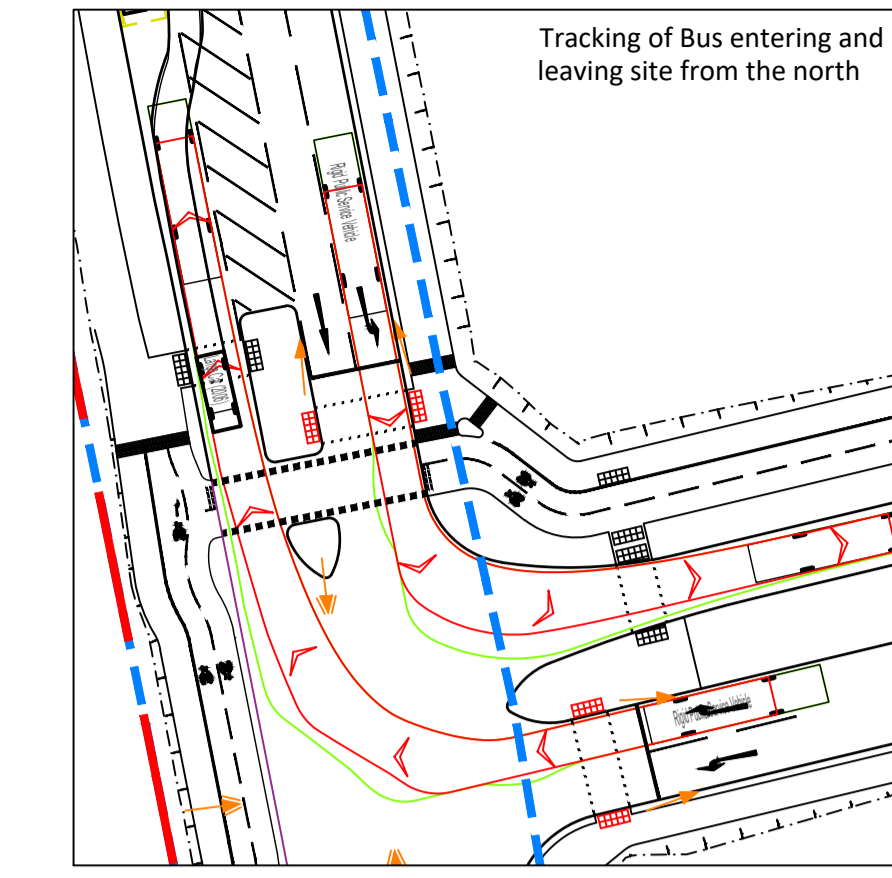 Tracking of Bus entering and
leaving site from the north
Rigid Public Service Vehicle
Rigid Public Service Vehicle